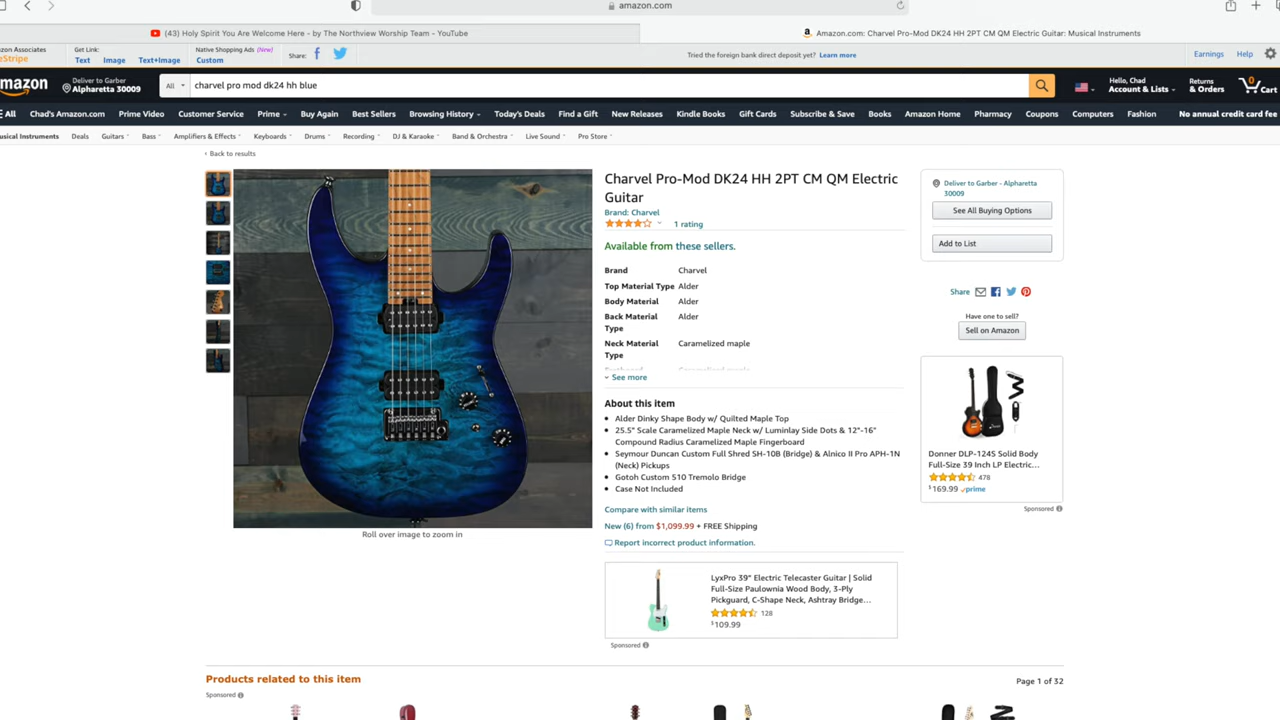 amazon.com
(43) Holy Spirit You Are Welcome Here - by The Northview Worship Team - YouTube
Amazon.com: Charvel Pro-Mod DK24 HH 2PT CM QM Electric Guitar: Musical Instruments
zon Associates
eStripe
Get Link:
Text Image Text+Image
Native Shopping Ads (New)
Custom
Share:
Tried the foreign bank direct deposit yet? Learn more
Earnings Help
mazon
Deliver to Garber
Alpharetta 30009
All
charvel pro mod dk24 hh blue
Hello, Chad
Account & Lists
Returns
& Orders
0
Cart
All Chad's Amazon.com Prime Video Customer Service Prime Buy Again Best Sellers Browsing History Today's Deals Find a Gift New Releases Kindle Books Gift Cards Subscribe & Save Books Amazon Home Pharmacy Coupons Computers Fashion No annual credit card fee
usical Instruments Deals Guitars Bass Amplifiers & Effects Keyboards Drums Recording DJ & Karaoke Band & Orchestra Live Sound Pro Store
‹ Back to results
Roll over image to zoom in
Charvel Pro-Mod DK24 HH 2PT CM QM Electric
Guitar
Brand: Charvel
1 rating
Available from these sellers.
Brand Charvel
Top Material Type Alder
Body Material Alder
Back Material Alder
Type
Neck Material Caramelized maple
Type
See more
About this item
• Alder Dinky Shape Body w/ Quilted Maple Top
• 25.5" Scale Caramelized Maple Neck w/ Luminlay Side Dots & 12"-16"
Compound Radius Caramelized Maple Fingerboard
• Seymour Duncan Custom Full Shred SH-10B (Bridge) & Alnico II Pro APH-1N
(Neck) Pickups
• Gotoh Custom 510 Tremolo Bridge
• Case Not Included
Compare with similar items
New (6) from $1,099.99 + FREE Shipping
Report incorrect product information.
LyxPro 39" Electric Telecaster Guitar | Solid
Full-Size Paulownia Wood Body, 3-Ply
Pickguard, C-Shape Neck, Ashtray Bridge...
128
$109.99
Sponsored
Deliver to Garber - Alpharetta
30009
See All Buying Options
Add to List
Share
Have one to sell?
Sell on Amazon
Donner DLP-124S Solid Body
Full-Size 39 Inch LP Electric...
478
$169.99 prime
Sponsored
Products related to this item
Page 1 of 32
Sponsored